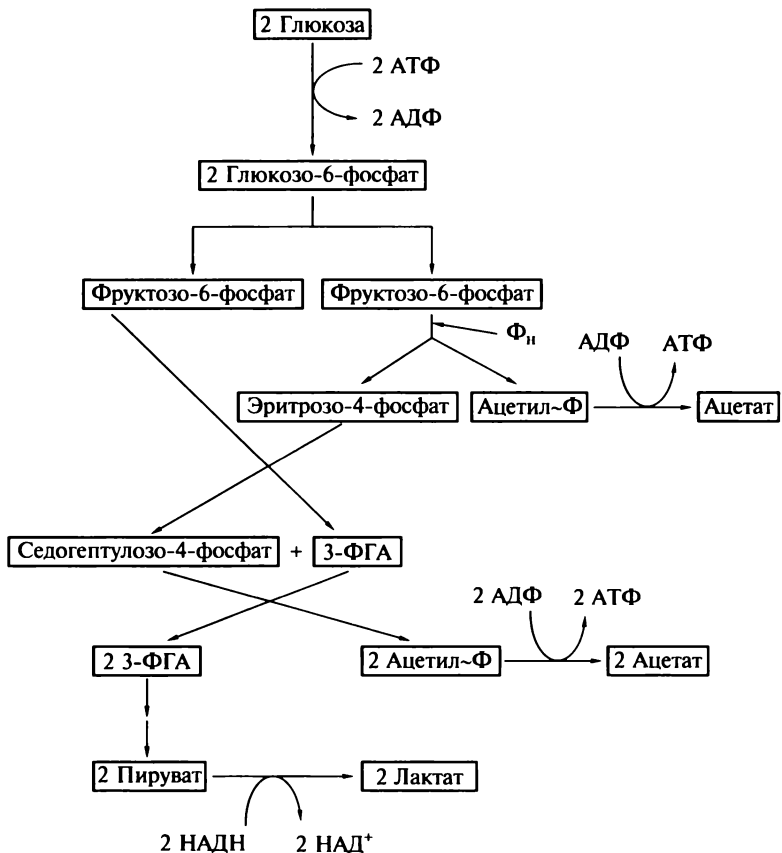 2 Глюкоза
2 АТФ
2 АДФ
2 Глюкозо-6-фосфат
Фруктозо-6-фосфат Фруктозо-6-фосфат
Фн АДФ АТФ
Эритрозо-4-фосфат Ацетил~Ф Ацетат
Седогептулозо-4-фосфат + 3-ФГА
2 АДФ 2 АТФ
2 3-ФГА 2 Ацетил~Ф 2 Ацетат
2 Пируват 2 Лактат
2 НАДН 2 НАД⁺